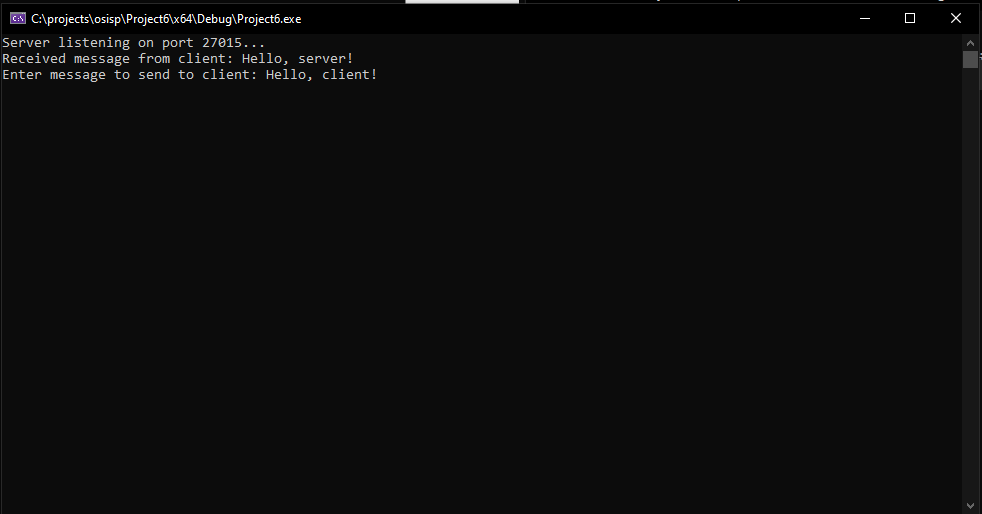 C:\projects\osisp\Project6\x64\Debug\Project6.exe
Server listening on port 27015...
Received message from client: Hello, server!
Enter message to send to client: Hello, client!